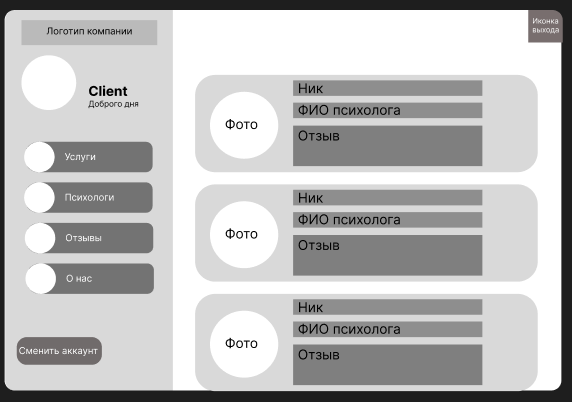 Логотип компании
Иконка
выхода
Client
Доброго дня
Услуги
Психологи
Отзывы
О нас
Сменить аккаунт
Фото
Ник
ФИО психолога
Отзыв
Фото
Ник
ФИО психолога
Отзыв
Фото
Ник
ФИО психолога
Отзыв